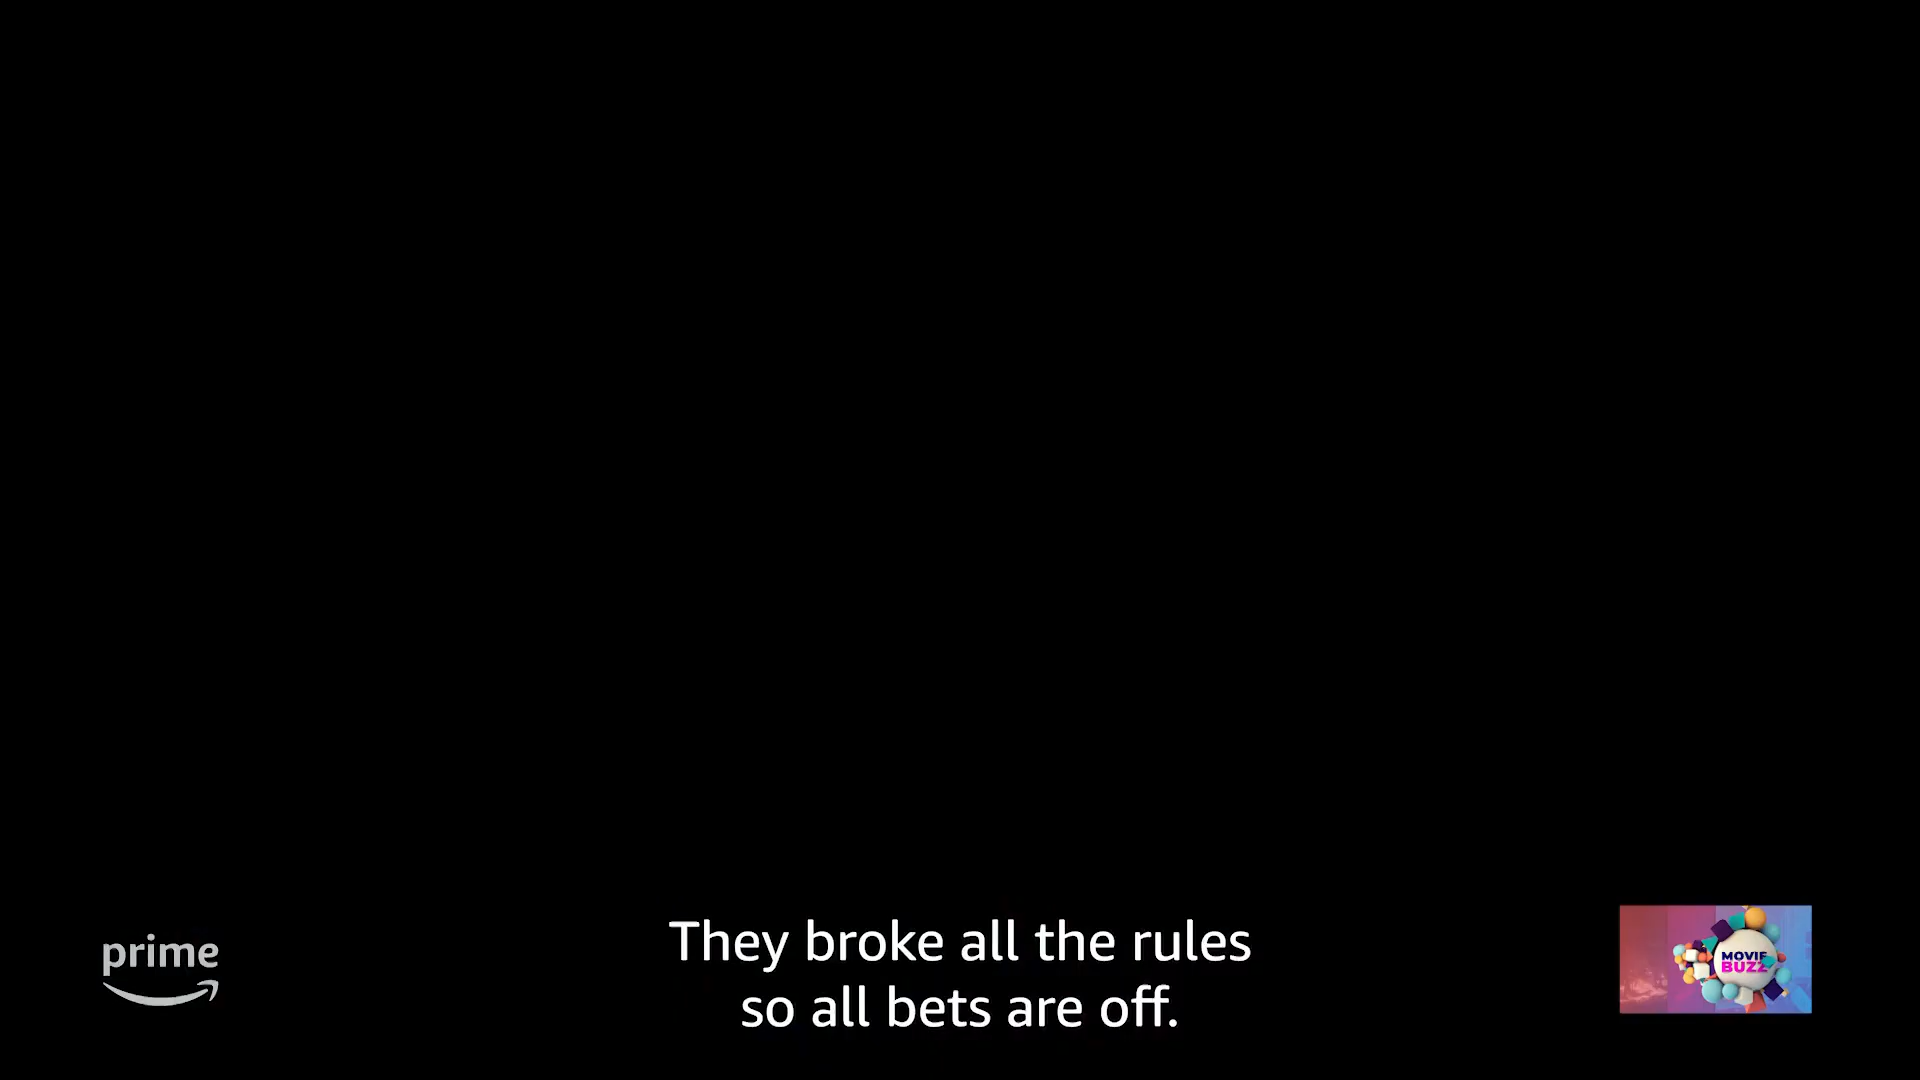 They broke all the rules
so all bets are off.
prime
MOVIE
BUZZ